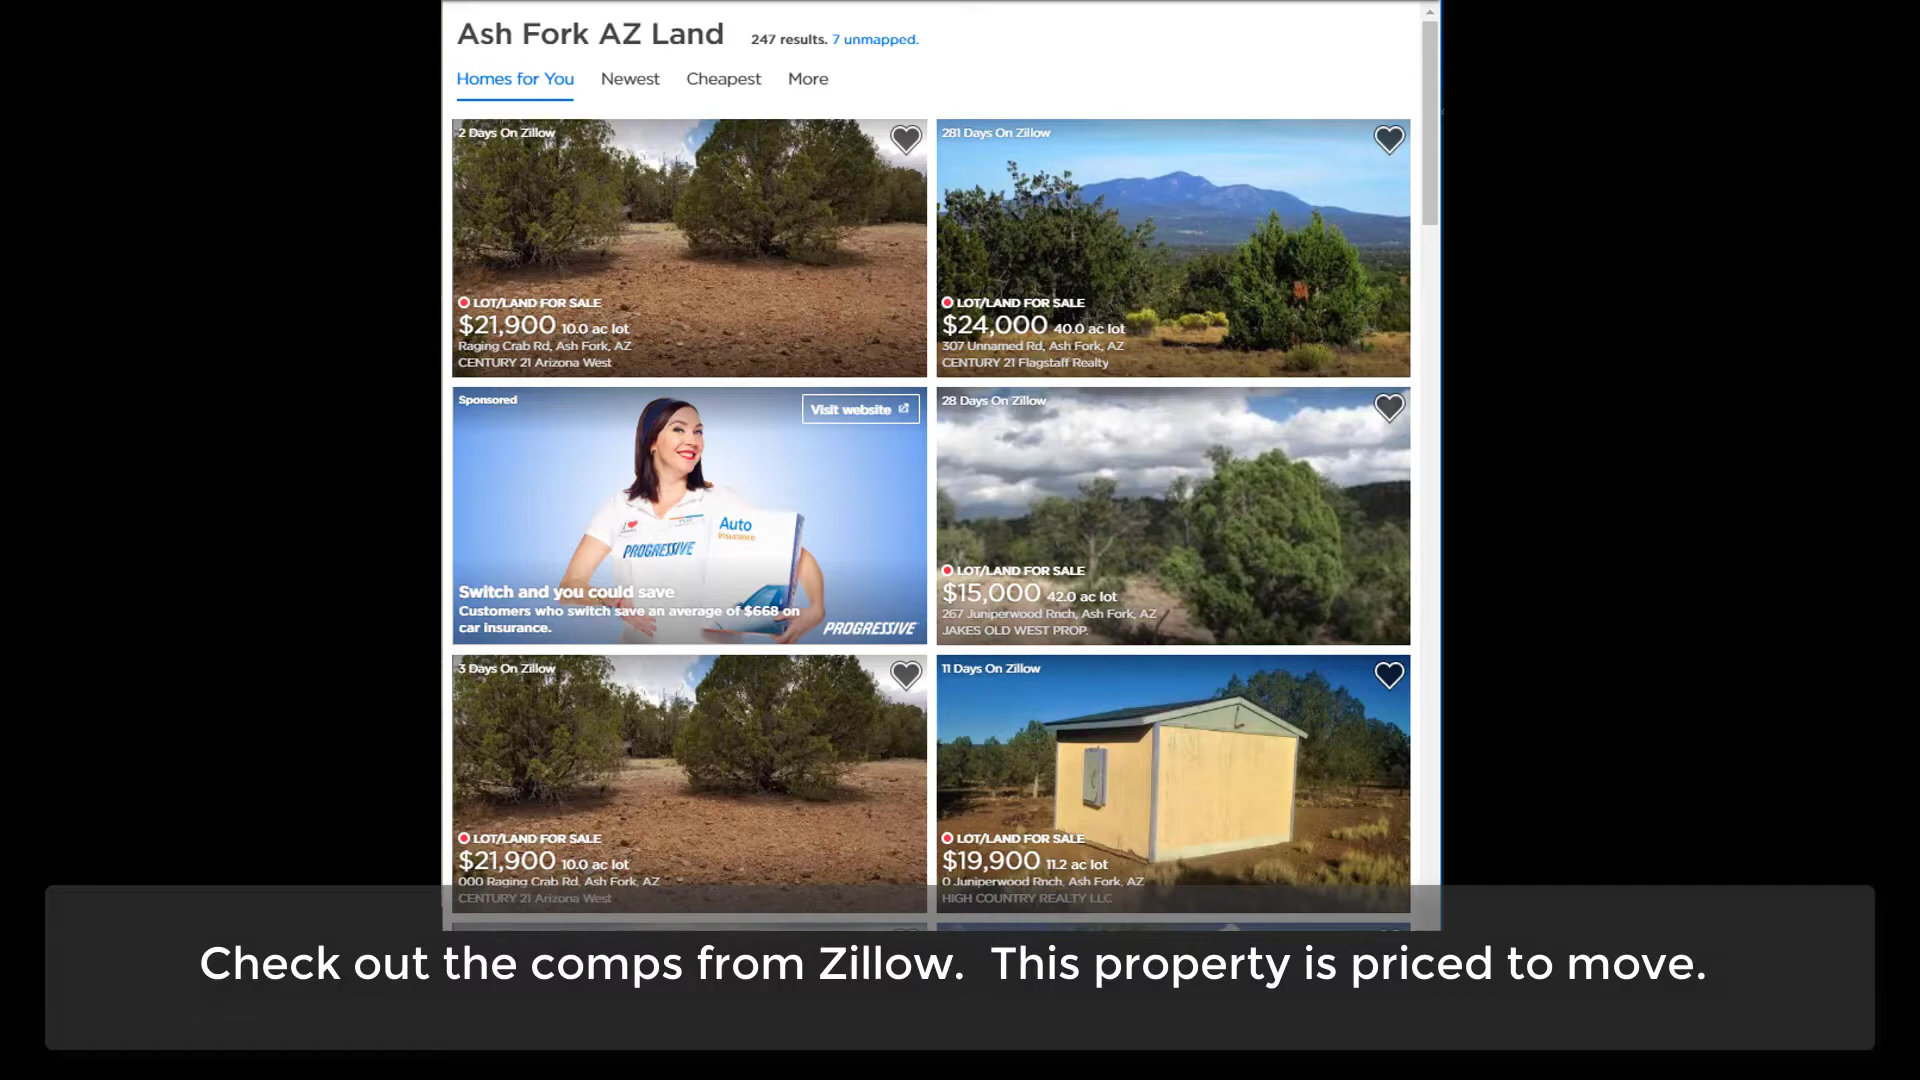 Ash Fork AZ Land
247 results. 7 unmapped.
Homes for You Newest Cheapest More
2 Days On Zillow
LOT/LAND FOR SALE
$21,900 10.0 ac lot
Raging Crab Rd, Ash Fork, AZ
CENTURY 21 Arizona West
281 Days On Zillow
LOT/LAND FOR SALE
$24,000 40.0 ac lot
307 Unnamed Rd, Ash Fork, AZ
CENTURY 21 Flagstaff Realty
Sponsored
Visit website
Auto
Insurance
PROGRESSIVE
Switch and you could save
Customers who switch save an average of $668 on
car insurance.
PROGRESSIVE
28 Days On Zillow
LOT/LAND FOR SALE
$15,000 42.0 ac lot
267 Juniperwood Rnch, Ash Fork, AZ
JAKES OLD WEST PROP.
3 Days On Zillow
LOT/LAND FOR SALE
$21,900 10.0 ac lot
000 Raging Crab Rd, Ash Fork, AZ
CENTURY 21 Arizona West
11 Days On Zillow
LOT/LAND FOR SALE
$19,900 11.2 ac lot
0 Juniperwood Rnch, Ash Fork, AZ
HIGH COUNTRY REALTY LLC
Check out the comps from Zillow. This property is priced to move.